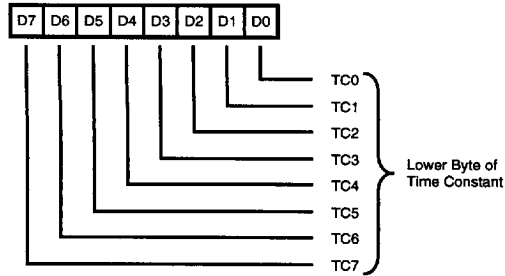 D7 D6 D5 D4 D3 D2 D1 D0
TC0
TC1
TC2
TC3
TC4
TC5
TC6
TC7
Lower Byte of
Time Constant